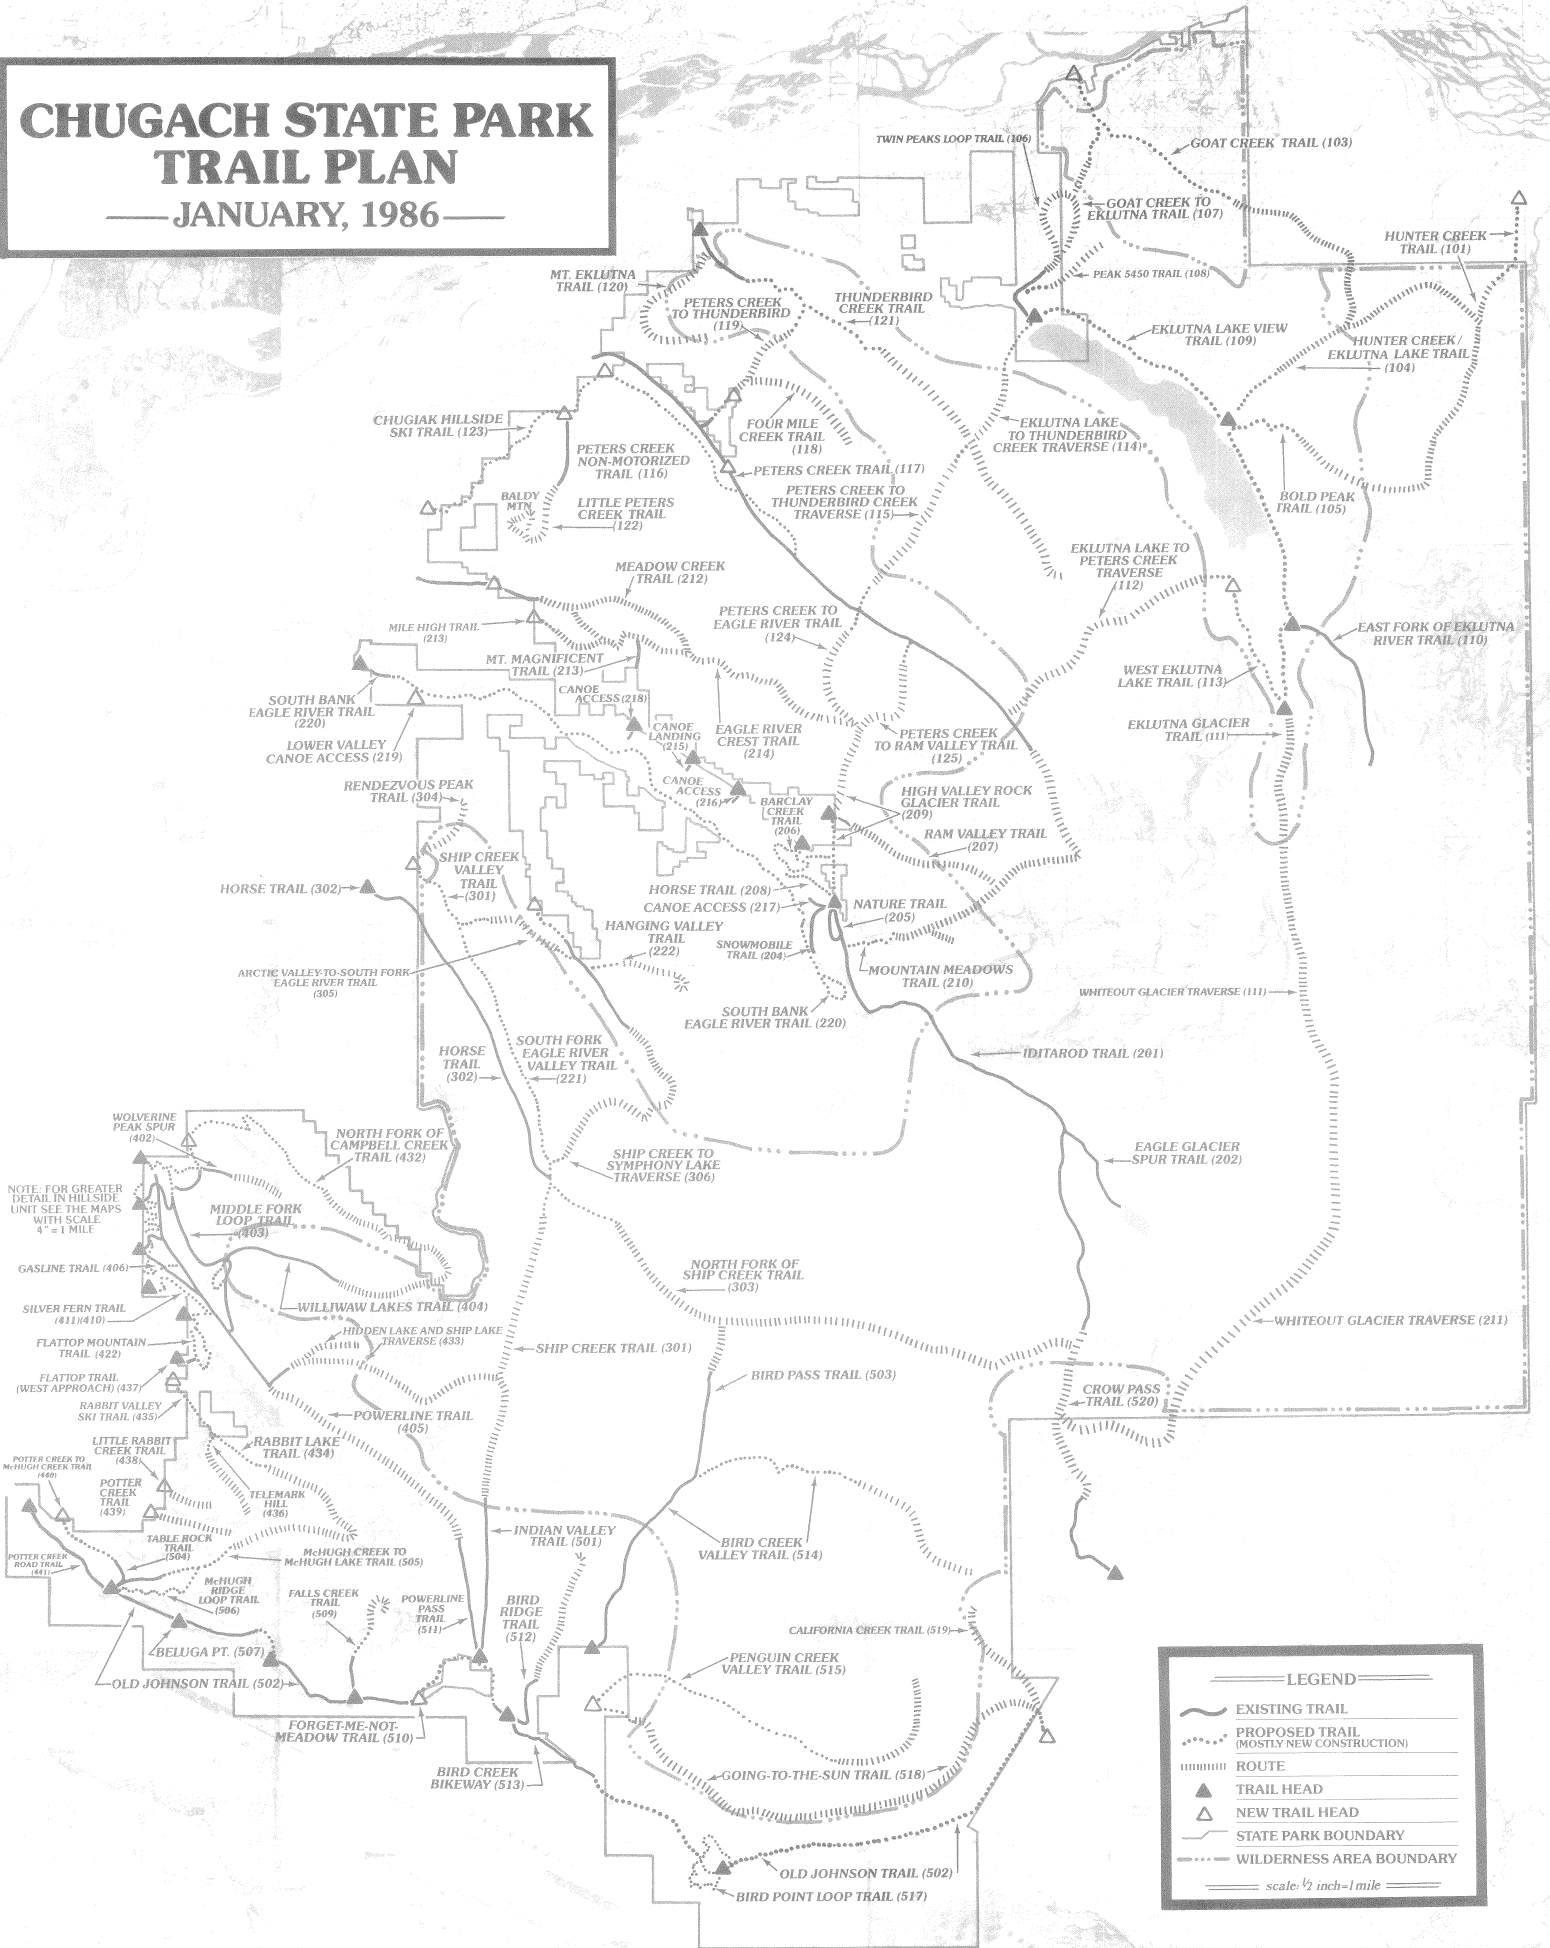 CHUGACH STATE PARK
TRAIL PLAN
JANUARY, 1986
TWIN PEAKS LOOP TRAIL (106)
GOAT CREEK TRAIL (103)
GOAT CREEK TO
EKLUTNA TRAIL (107)
HUNTER CREEK
TRAIL (101)
PEAK 5450 TRAIL (108)
MT. EKLUTNA
TRAIL (120)
PETERS CREEK
TO THUNDERBIRD
(119)
THUNDERBIRD
CREEK TRAIL
(121)
EKLUTNA LAKE VIEW
TRAIL (109)
HUNTER CREEK/
EKLUTNA LAKE TRAIL
(104)
CHUGIAK HILLSIDE
SKI TRAIL (123)
FOUR MILE
CREEK TRAIL
(118)
EKLUTNA LAKE
TO THUNDERBIRD
CREEK TRAVERSE (114)
PETERS CREEK
NON-MOTORIZED
TRAIL (116)
PETERS CREEK TRAIL (117)
BALDY
MTN
LITTLE PETERS
CREEK TRAIL
(122)
PETERS CREEK TO
THUNDERBIRD CREEK
TRAVERSE (115)
BOLD PEAK
TRAIL (105)
MEADOW CREEK
TRAIL (212)
EKLUTNA LAKE TO
PETERS CREEK
TRAVERSE
(112)
MILE HIGH TRAIL
(213)
PETERS CREEK TO
EAGLE RIVER TRAIL
(124)
EAST FORK OF EKLUTNA
RIVER TRAIL (110)
MT. MAGNIFICENT
TRAIL (213)
WEST EKLUTNA
LAKE TRAIL (113)
SOUTH BANK
EAGLE RIVER TRAIL
(220)
CANOE
ACCESS (218)
CANOE
LANDING
(215)
EAGLE RIVER
CREST TRAIL
(214)
PETERS CREEK
TO RAM VALLEY TRAIL
(125)
EKLUTNA GLACIER
TRAIL (111)
LOWER VALLEY
CANOE ACCESS (219)
RENDEZVOUS PEAK
TRAIL (304)
CANOE
ACCESS
(216)
BARCLAY
CREEK
TRAIL
(206)
HIGH VALLEY ROCK
GLACIER TRAIL
(209)
RAM VALLEY TRAIL
(207)
SHIP CREEK
VALLEY
TRAIL
(301)
HORSE TRAIL (302)
HORSE TRAIL (208)
CANOE ACCESS (217)
NATURE TRAIL
(205)
HANGING VALLEY
TRAIL
(222)
SNOWMOBILE
TRAIL (204)
ARCTIC VALLEY-TO-SOUTH FORK
EAGLE RIVER TRAIL
(305)
MOUNTAIN MEADOWS
TRAIL (210)
WHITEOUT GLACIER TRAVERSE (111)
SOUTH BANK
EAGLE RIVER TRAIL (220)
HORSE
TRAIL
(302)
SOUTH FORK
EAGLE RIVER
VALLEY TRAIL
(221)
IDITAROD TRAIL (201)
WOLVERINE
PEAK SPUR
(402)
NORTH FORK OF
CAMPBELL CREEK
TRAIL (432)
SHIP CREEK TO
SYMPHONY LAKE
TRAVERSE (306)
EAGLE GLACIER
SPUR TRAIL (202)
NOTE: FOR GREATER
DETAIL IN HILLSIDE
UNIT SEE THE MAPS
WITH SCALE
4" = 1 MILE
MIDDLE FORK
LOOP TRAIL
(403)
GASLINE TRAIL (406)
NORTH FORK OF
SHIP CREEK TRAIL
(303)
SILVER FERN TRAIL
(411)(410)
WILLIWAW LAKES TRAIL (404)
HIDDEN LAKE AND SHIP LAKE
TRAVERSE (433)
WHITEOUT GLACIER TRAVERSE (211)
FLATTOP MOUNTAIN
TRAIL (422)
SHIP CREEK TRAIL (301)
FLATTOP TRAIL
(WEST APPROACH) (437)
BIRD PASS TRAIL (503)
CROW PASS
TRAIL (520)
RABBIT VALLEY
SKI TRAIL (435)
POWERLINE TRAIL
(405)
LITTLE RABBIT
CREEK TRAIL
(438)
RABBIT LAKE
TRAIL (434)
POTTER CREEK TO
McHUGH CREEK TRAIL
(440)
POTTER
CREEK
TRAIL
(439)
TELEMARK
HILL
(436)
INDIAN VALLEY
TRAIL (501)
BIRD CREEK
VALLEY TRAIL (514)
TABLE ROCK
TRAIL
(504)
McHUGH CREEK TO
McHUGH LAKE TRAIL (505)
POTTER CREEK
ROAD TRAIL
(441)
McHUGH
RIDGE
LOOP TRAIL
(506)
FALLS CREEK
TRAIL
(509)
POWERLINE
PASS
TRAIL
(511)
BIRD
RIDGE
TRAIL
(512)
CALIFORNIA CREEK TRAIL (519)
BELUGA PT. (507)
PENGUIN CREEK
VALLEY TRAIL (515)
OLD JOHNSON TRAIL (502)
FORGET-ME-NOT-
MEADOW TRAIL (510)
BIRD CREEK
BIKEWAY (513)
GOING-TO-THE-SUN TRAIL (518)
OLD JOHNSON TRAIL (502)
BIRD POINT LOOP TRAIL (517)
LEGEND
EXISTING TRAIL
PROPOSED TRAIL
(MOSTLY NEW CONSTRUCTION)
ROUTE
TRAIL HEAD
NEW TRAIL HEAD
STATE PARK BOUNDARY
WILDERNESS AREA BOUNDARY
scale: 1/2 inch=1 mile